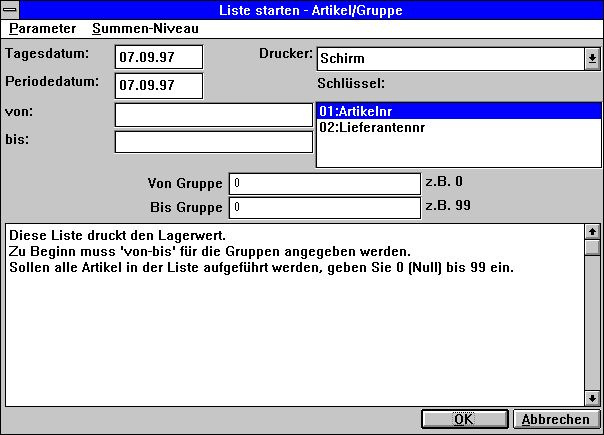 Liste starten - Artikel/Gruppe
Parameter Summen-Niveau
Tagesdatum: 07.09.97 Drucker: Schirm
Periodedatum: 07.09.97 Schlüssel:
von: 01:Artikelnr
02:Lieferantennr
bis:
Von Gruppe 0 z.B. 0
Bis Gruppe 0 z.B. 99
Diese Liste druckt den Lagerwert.
Zu Beginn muss 'von-bis' für die Gruppen angegeben werden.
Sollen alle Artikel in der Liste aufgeführt werden, geben Sie 0 (Null) bis 99 ein.
OK Abbrechen